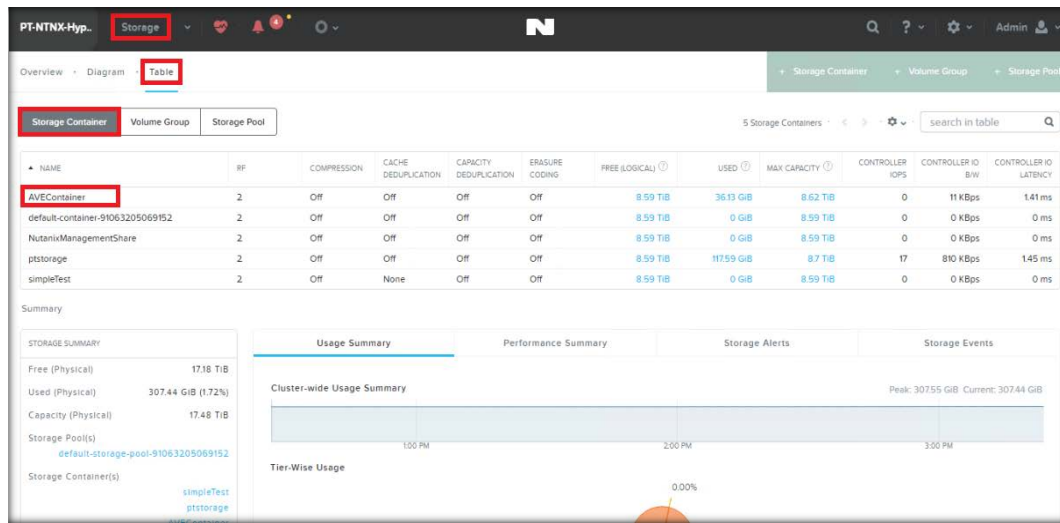 PT-NTNX-Hyp.. Storage 4 N ? Admin
Overview · Diagram · Table + Storage Container + Volume Group + Storage Pool
Storage Container Volume Group Storage Pool 5 Storage Containers search in table
NAME RF COMPRESSION CACHE DEDUPLICATION CAPACITY DEDUPLICATION ERASURE CODING FREE (LOGICAL) ? USED ? MAX CAPACITY ? CONTROLLER IOPS CONTROLLER IO B/W CONTROLLER IO LATENCY
AVEContainer 2 Off Off Off Off 8.59 TiB 36.13 GiB 8.62 TiB 0 11 KBps 1.41 ms
default-container-91063205069152 2 Off Off Off Off 8.59 TiB 0 GiB 8.59 TiB 0 0 KBps 0 ms
NutanixManagementShare 2 Off Off Off Off 8.59 TiB 0 GiB 8.59 TiB 0 0 KBps 0 ms
ptstorage 2 Off Off Off Off 8.59 TiB 117.59 GiB 8.7 TiB 17 810 KBps 1.45 ms
simpleTest 2 Off None Off Off 8.59 TiB 0 GiB 8.59 TiB 0 0 KBps 0 ms
Summary
STORAGE SUMMARY
Free (Physical) 17.18 TiB
Used (Physical) 307.44 GiB (1.72%)
Capacity (Physical) 17.48 TiB
Storage Pool(s)
default-storage-pool-91063205069152
Storage Container(s)
simpleTest
ptstorage
AVEContainer
Usage Summary Performance Summary Storage Alerts Storage Events
Cluster-wide Usage Summary Peak: 307.55 GiB Current: 307.44 GiB
1:00 PM 2:00 PM 3:00 PM
Tier-Wise Usage
0.00%